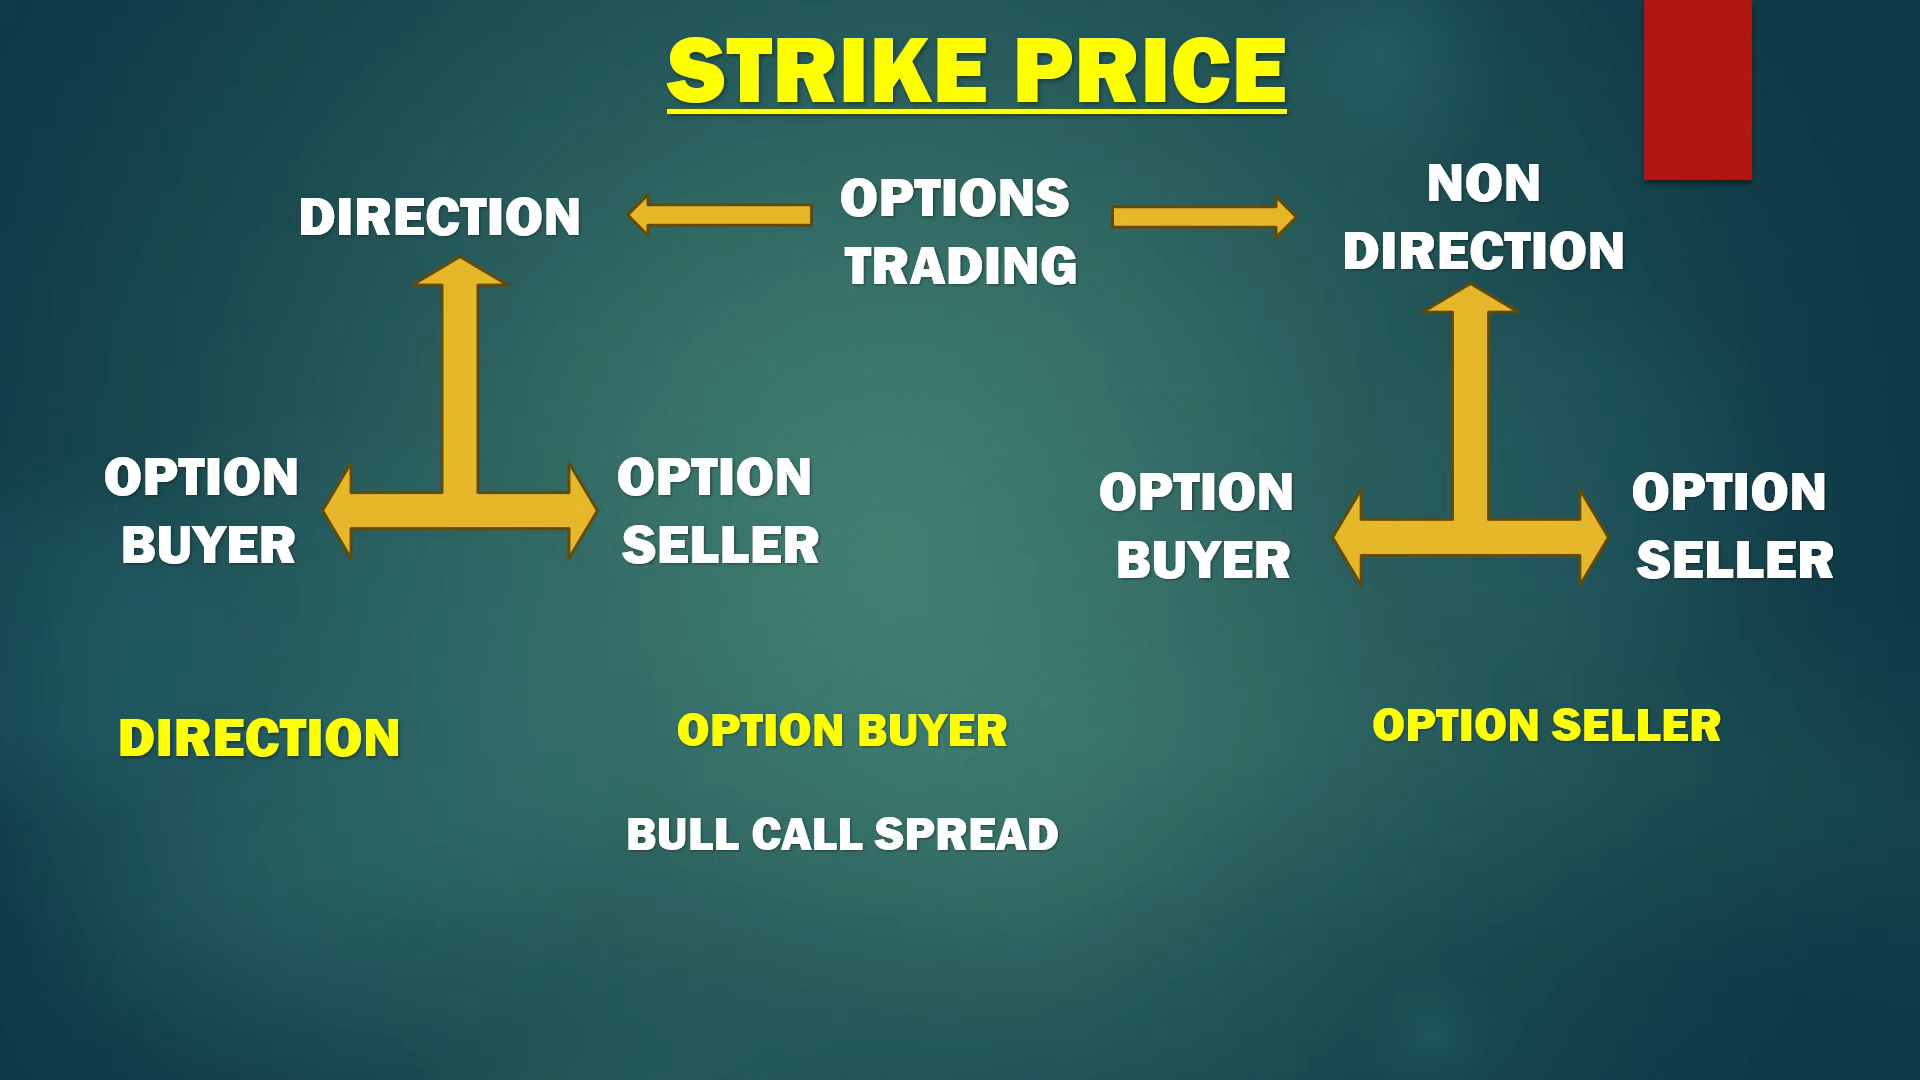 STRIKE PRICE
DIRECTION
OPTIONS
TRADING
NON
DIRECTION
OPTION
BUYER
OPTION
SELLER
OPTION
BUYER
OPTION
SELLER
DIRECTION
OPTION BUYER
OPTION SELLER
BULL CALL SPREAD